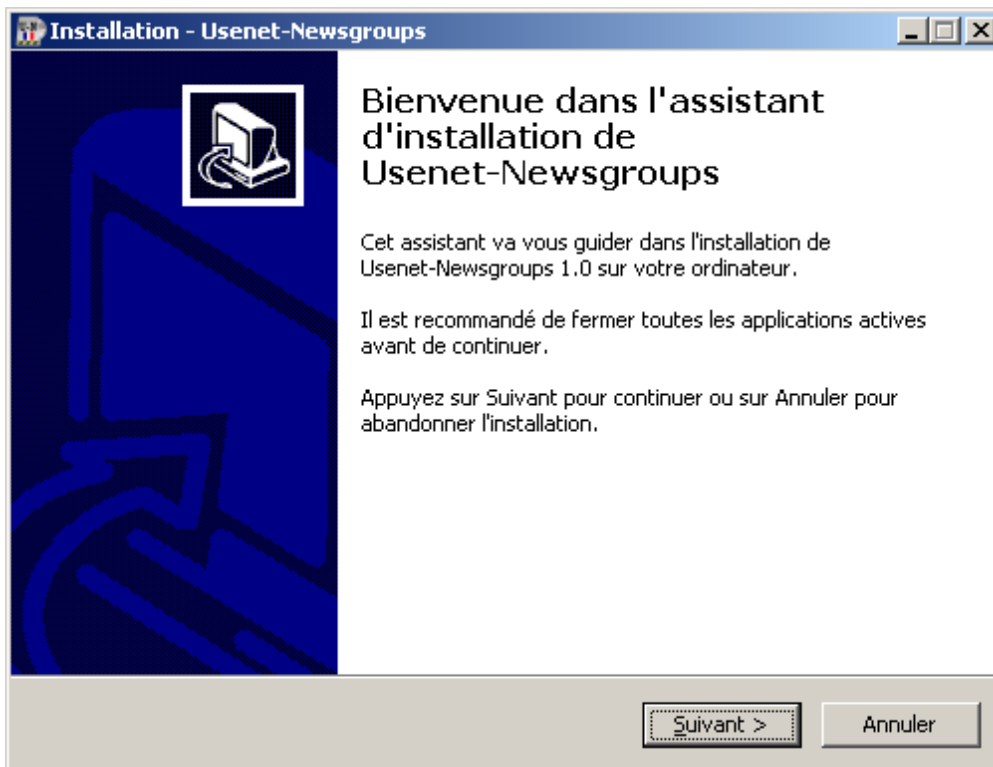 Installation - Usenet-Newsgroups
Bienvenue dans l'assistant
d'installation de
Usenet-Newsgroups
Cet assistant va vous guider dans l'installation de
Usenet-Newsgroups 1.0 sur votre ordinateur.
Il est recommandé de fermer toutes les applications actives
avant de continuer.
Appuyez sur Suivant pour continuer ou sur Annuler pour
abandonner l'installation.
Suivant >
Annuler